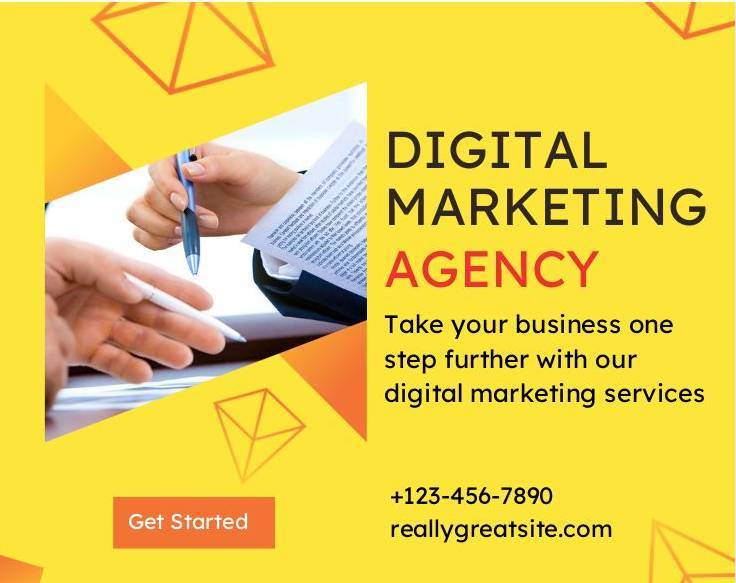 DIGITAL
MARKETING
AGENCY
Take your business one
step further with our
digital marketing services
+123-456-7890
reallygreatsite.com
Get Started